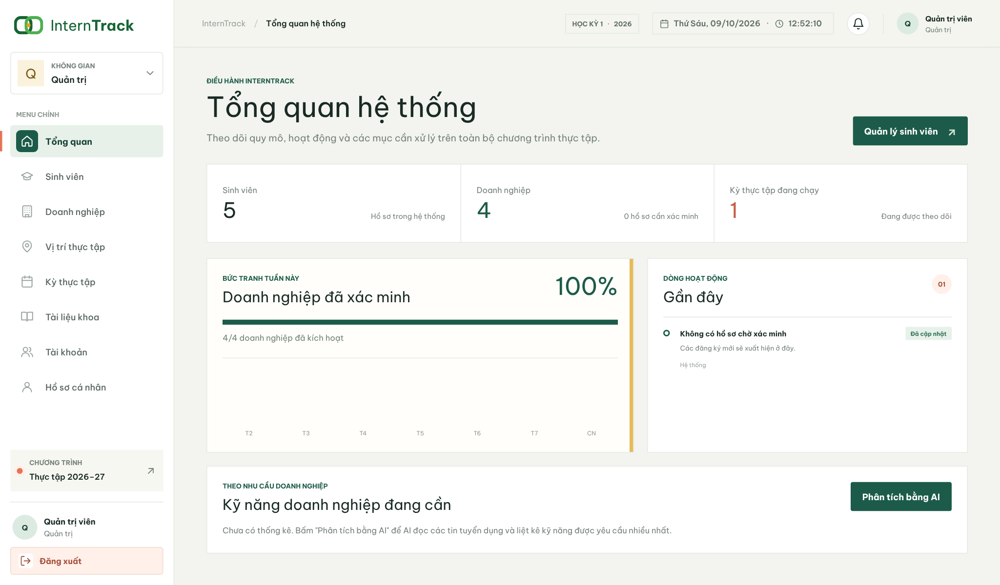 InternTrack
KHÔNG GIAN
Q
Quản trị
MENU CHÍNH
Tổng quan
Sinh viên
Doanh nghiệp
Vị trí thực tập
Kỳ thực tập
Tài liệu khoa
Tài khoản
Hồ sơ cá nhân
CHƯƠNG TRÌNH
Thực tập 2026–27
Q
Quản trị viên
Quản trị
Đăng xuất
InternTrack / Tổng quan hệ thống
HỌC KỲ 1 · 2026
Thứ Sáu, 09/10/2026 · 12:52:10
Q
Quản trị viên
Quản trị
ĐIỀU HÀNH INTERNTRACK
Tổng quan hệ thống
Theo dõi quy mô, hoạt động và các mục cần xử lý trên toàn bộ chương trình thực tập.
Quản lý sinh viên
Sinh viên
5
Hồ sơ trong hệ thống
Doanh nghiệp
4
0 hồ sơ cần xác minh
Kỳ thực tập đang chạy
1
Đang được theo dõi
BỨC TRANH TUẦN NÀY
Doanh nghiệp đã xác minh
100%
4/4 doanh nghiệp đã kích hoạt
T2 T3 T4 T5 T6 T7 CN
DÒNG HOẠT ĐỘNG
Gần đây
01
Không có hồ sơ chờ xác minh
Đã cập nhật
Các đăng ký mới sẽ xuất hiện ở đây.
Hệ thống
THEO NHU CẦU DOANH NGHIỆP
Kỹ năng doanh nghiệp đang cần
Phân tích bằng AI
Chưa có thống kê. Bấm "Phân tích bằng AI" để AI đọc các tin tuyển dụng và liệt kê kỹ năng được yêu cầu nhiều nhất.